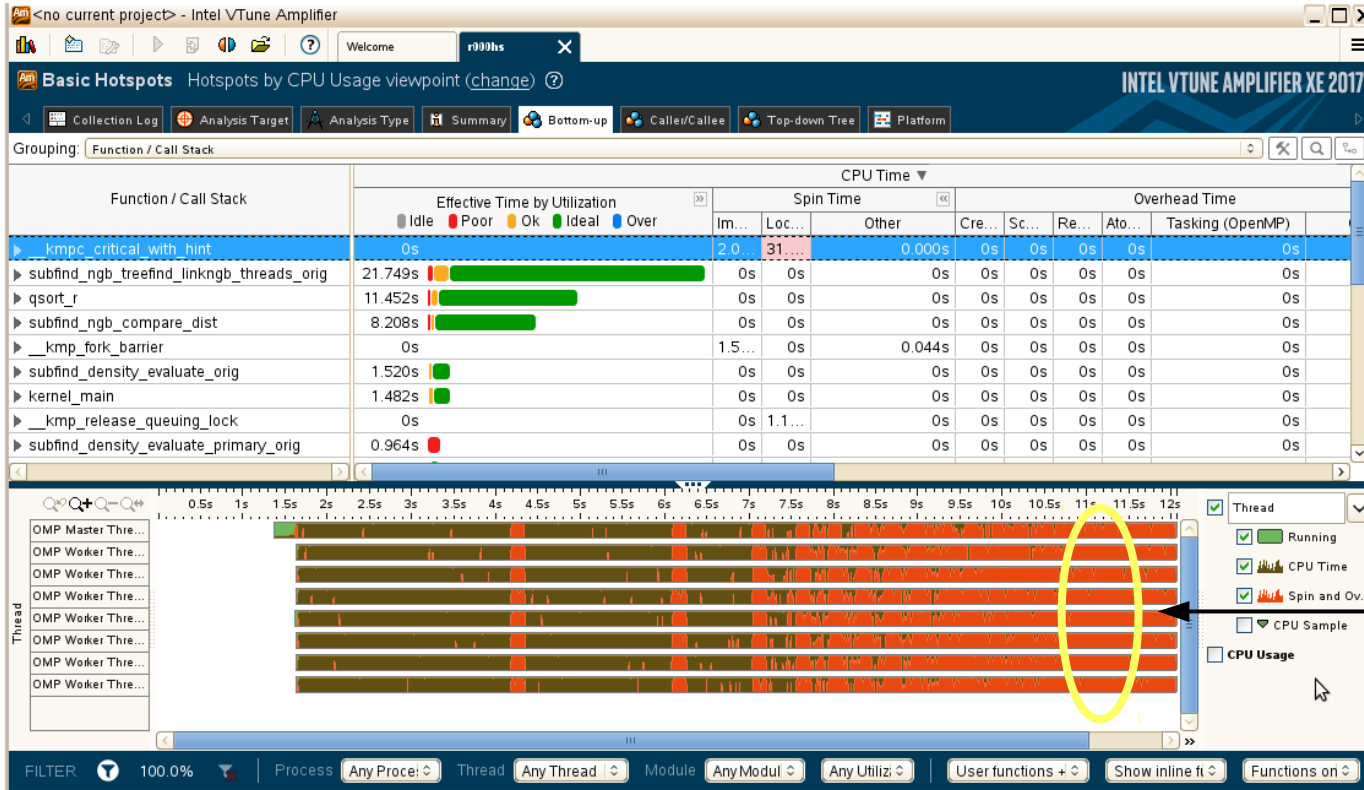 <no current project> - Intel VTune Amplifier
Welcome r000hs
Basic Hotspots Hotspots by CPU Usage viewpoint (change) ?
INTEL VTUNE AMPLIFIER XE 2017
Collection Log Analysis Target Analysis Type Summary Bottom-up Caller/Callee Top-down Tree Platform
Grouping: Function / Call Stack
CPU Time ▼
Function / Call Stack Effective Time by Utilization Spin Time Overhead Time
Idle Poor Ok Ideal Over Im... Loc... Other Cre... Sc... Re... Ato... Tasking (OpenMP)
__kmpc_critical_with_hint 0s 2.0... 31.... 0.000s 0s 0s 0s 0s 0s
subfind_ngb_treefind_linkngb_threads_orig 21.749s 0s 0s 0s 0s 0s 0s 0s 0s
qsort_r 11.452s 0s 0s 0s 0s 0s 0s 0s 0s
subfind_ngb_compare_dist 8.208s 0s 0s 0s 0s 0s 0s 0s 0s
__kmp_fork_barrier 0s 1.5... 0s 0.044s 0s 0s 0s 0s 0s
subfind_density_evaluate_orig 1.520s 0s 0s 0s 0s 0s 0s 0s 0s
kernel_main 1.482s 0s 0s 0s 0s 0s 0s 0s 0s
__kmp_release_queuing_lock 0s 0s 1.1... 0s 0s 0s 0s 0s 0s
subfind_density_evaluate_primary_orig 0.964s 0s 0s 0s 0s 0s 0s 0s 0s
0.5s 1s 1.5s 2s 2.5s 3s 3.5s 4s 4.5s 5s 5.5s 6s 6.5s 7s 7.5s 8s 8.5s 9s 9.5s 10s 10.5s 11s 11.5s 12s
Thread
OMP Master Thre...
OMP Worker Thre...
OMP Worker Thre...
OMP Worker Thre...
OMP Worker Thre...
OMP Worker Thre...
OMP Worker Thre...
OMP Worker Thre...
Thread
Running
CPU Time
Spin and Ov.
CPU Sample
CPU Usage
FILTER 100.0% Process Any Proce: Thread Any Thread Module Any Modul Any Utiliz: User functions + Show inline fu Functions on